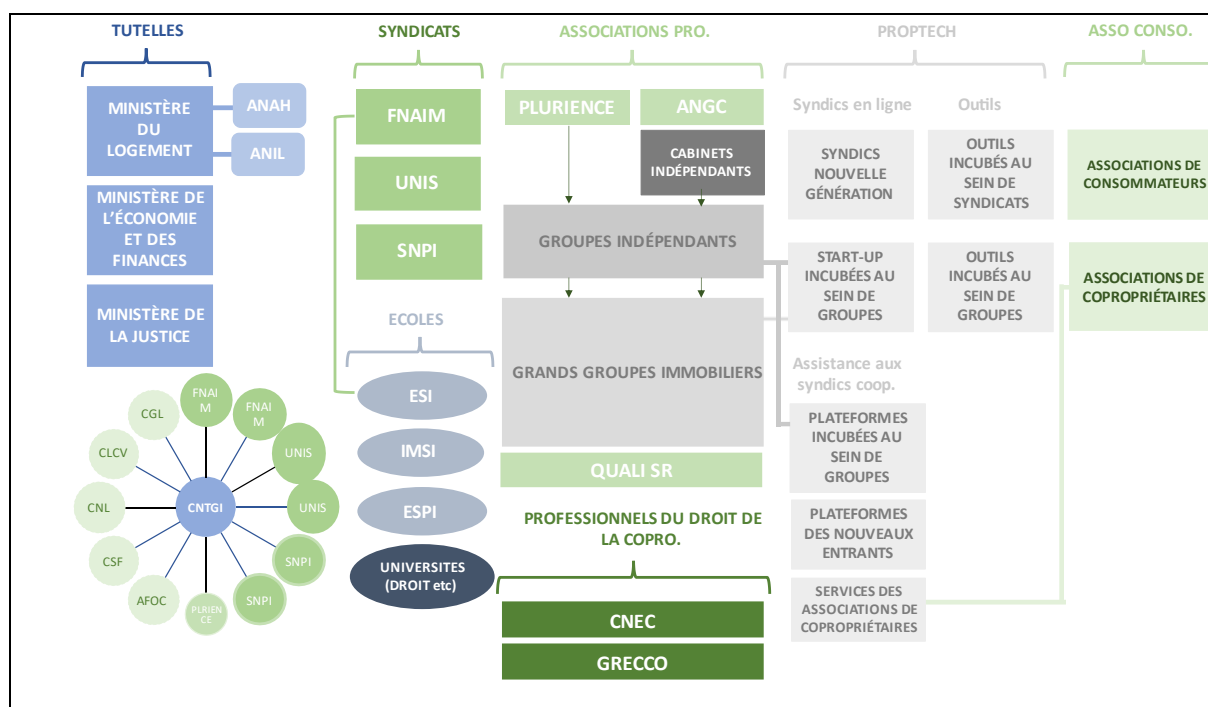 TUTELLES
MINISTÈRE
DU
LOGEMENT
ANAH
ANIL
MINISTÈRE DE
L'ÉCONOMIE
ET DES
FINANCES
MINISTÈRE DE
LA JUSTICE
FNAI
M
FNAI
M
UNIS
UNIS
SNPI
SNPI
PLRIEN
CE
AFOC
CSF
CNL
CLCV
CGL
CNTGI
SYNDICATS
FNAIM
UNIS
SNPI
ECOLES
ESI
IMSI
ESPI
UNIVERSITES
(DROIT etc)
ASSOCIATIONS PRO.
PLURIENCE
ANGC
CABINETS
INDÉPENDANTS
GROUPES INDÉPENDANTS
GRANDS GROUPES IMMOBILIERS
QUALI SR
PROFESSIONNELS DU DROIT DE
LA COPRO.
CNEC
GRECCO
PROPTECH
Syndics en ligne
Outils
SYNDICS
NOUVELLE
GÉNÉRATION
OUTILS
INCUBÉS AU
SEIN DE
SYNDICATS
START-UP
INCUBÉES AU
SEIN DE
GROUPES
OUTILS
INCUBÉS AU
SEIN DE
GROUPES
Assistance aux
syndics coop.
PLATEFORMES
INCUBÉES AU
SEIN DE
GROUPES
PLATEFORMES
DES NOUVEAUX
ENTRANTS
SERVICES DES
ASSOCIATIONS DE
COPROPRIÉTAIRES
ASSO CONSO.
ASSOCIATIONS DE
CONSOMMATEURS
ASSOCIATIONS DE
COPROPRIÉTAIRES